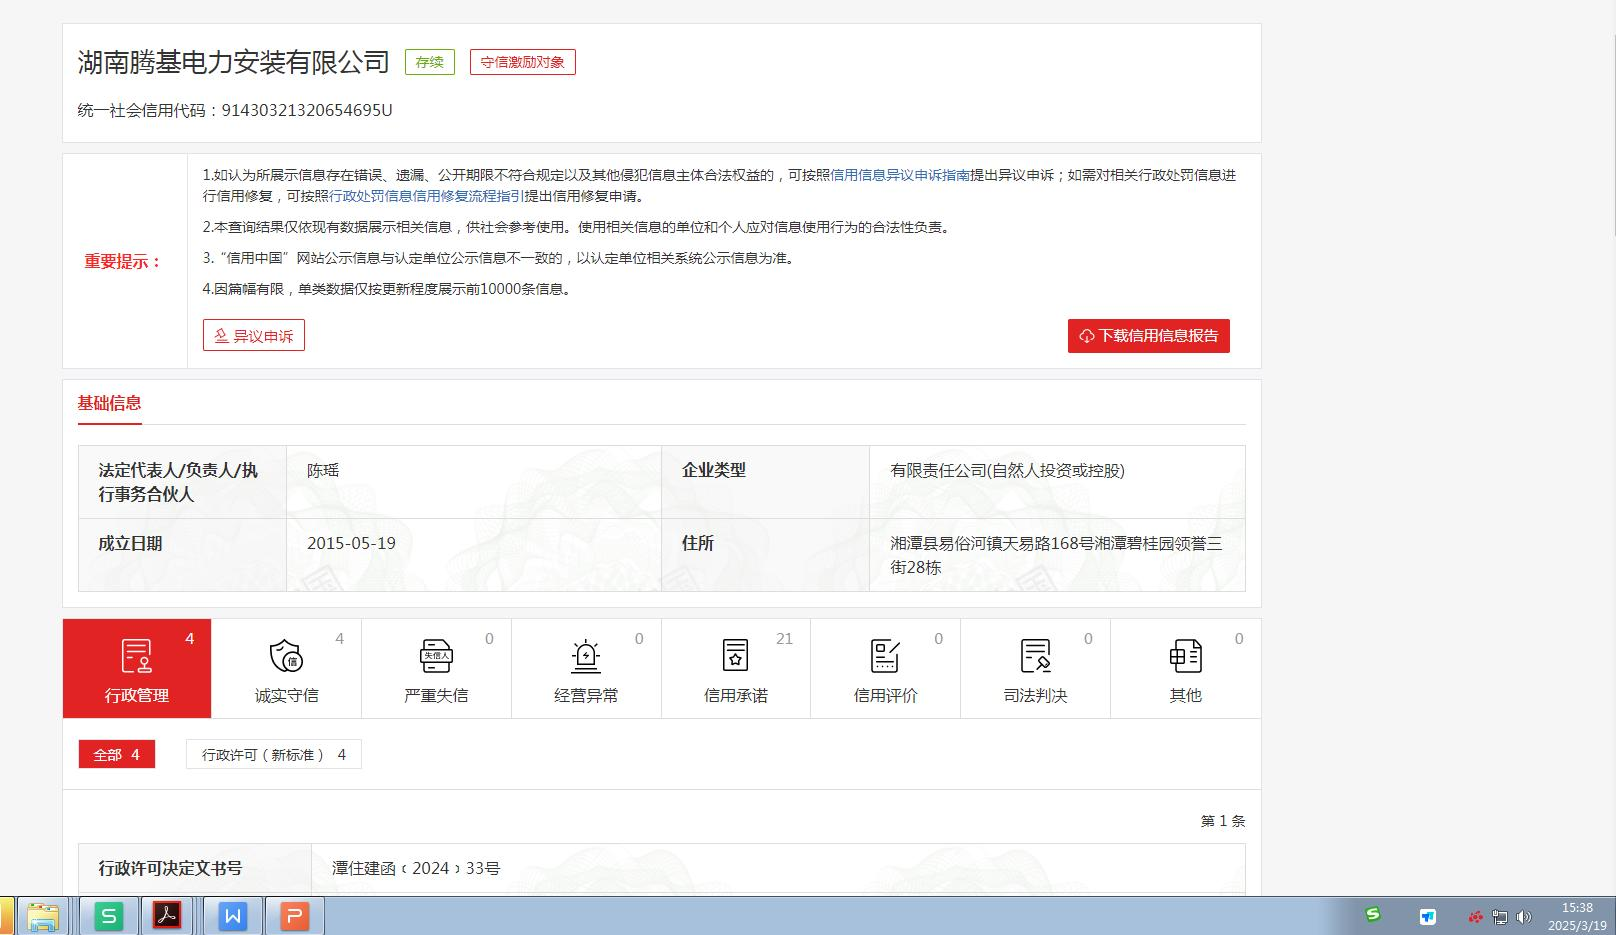 湖南腾基电力安装有限公司 存续 守信激励对象
统一社会信用代码：91430321320654695U
重要提示：
1.如认为所展示信息存在错误、遗漏、公开期限不符合规定以及其他侵犯信息主体合法权益的，可按照信用信息异议申诉指南提出异议申诉；如需对相关行政处罚信息进
行信用修复，可按照行政处罚信息信用修复流程指引提出信用修复申请。
2.本查询结果仅依现有数据展示相关信息，供社会参考使用。使用相关信息的单位和个人应对信息使用行为的合法性负责。
3.“信用中国”网站公示信息与认定单位公示信息不一致的，以认定单位相关系统公示信息为准。
4.因篇幅有限，单类数据仅按更新程度展示前10000条信息。
异议申诉 下载信用信息报告
基础信息
法定代表人/负责人/执
行事务合伙人
陈瑶
企业类型
有限责任公司(自然人投资或控股)
成立日期
2015-05-19
住所
湘潭县易俗河镇天易路168号湘潭碧桂园领誉三
街28栋
4 4 0 0 21 0 0 0
信 失信人
行政管理 诚实守信 严重失信 经营异常 信用承诺 信用评价 司法判决 其他
全部 4 行政许可（新标准） 4
第 1 条
行政许可决定文书号 潭住建函﹝2024﹞33号
S W P S
15:38
2025/3/19